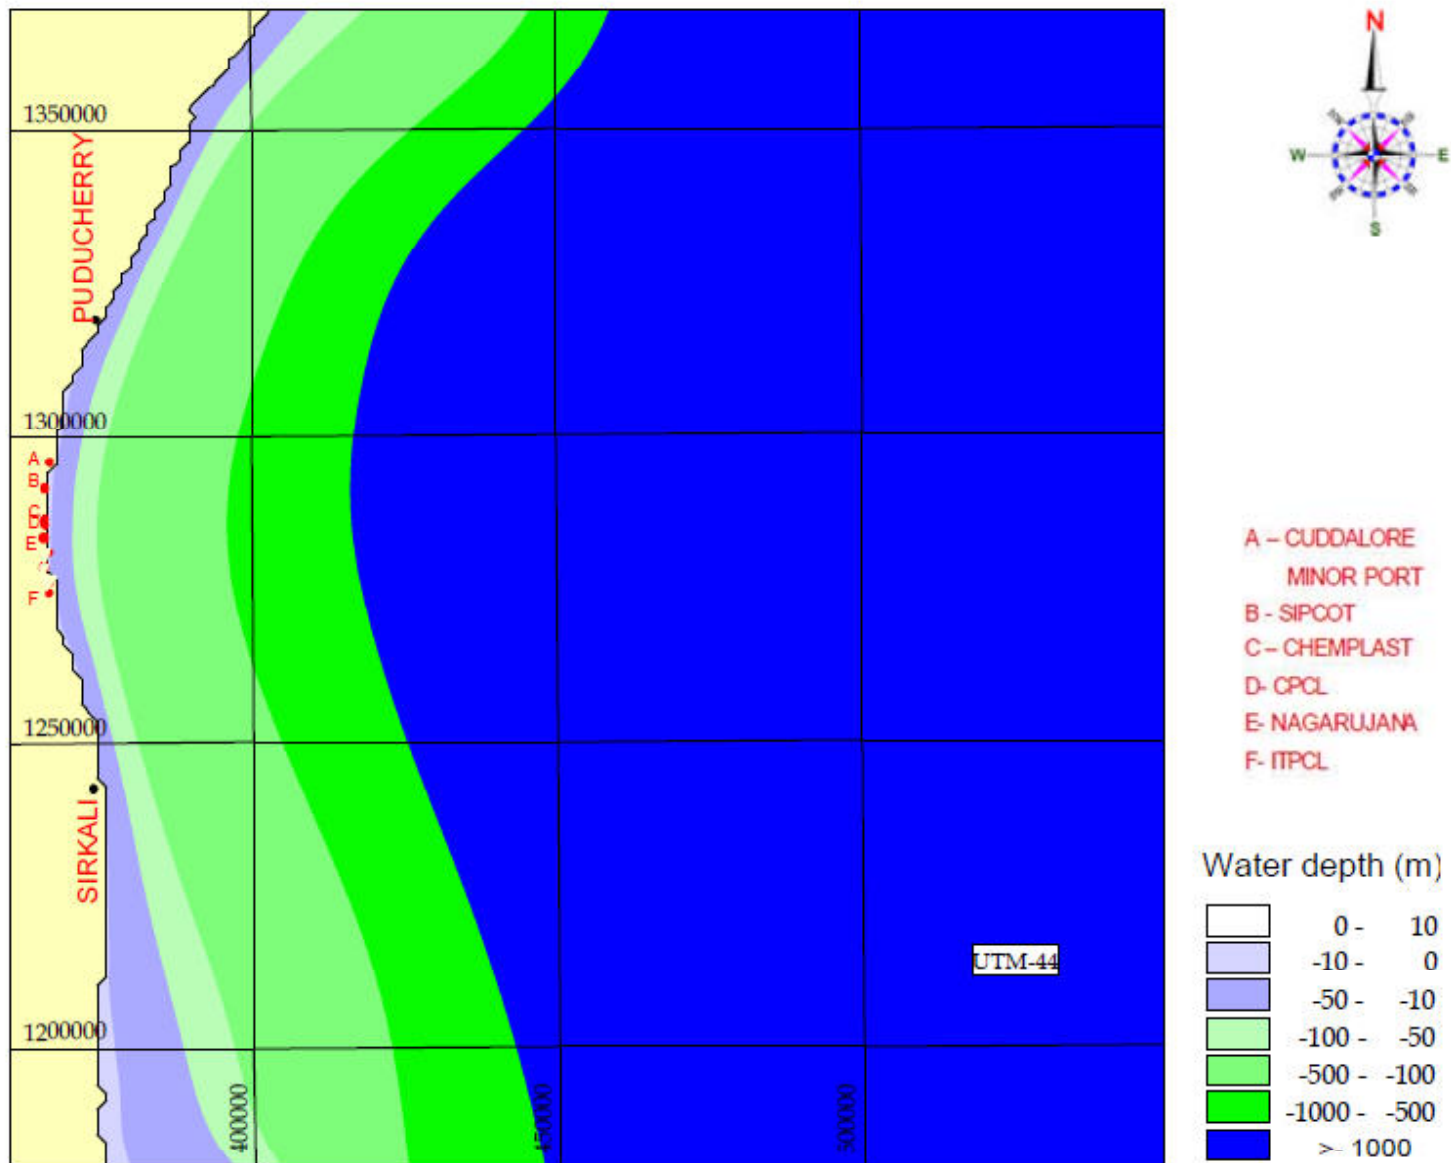 N
W
E
S
1350000
PUDUCHERRY
1300000
A
B
C
D
E
F
1250000
SIRKALI
1200000
400000
450000
500000
UTM-44
A – CUDDALORE
MINOR PORT
B - SIPCOT
C – CHEMPLAST
D- CPCL
E- NAGARUJANA
F- ITPCL
Water depth (m)
0 - 10
-10 - 0
-50 - -10
-100 - -50
-500 - -100
-1000 - -500
> 1000